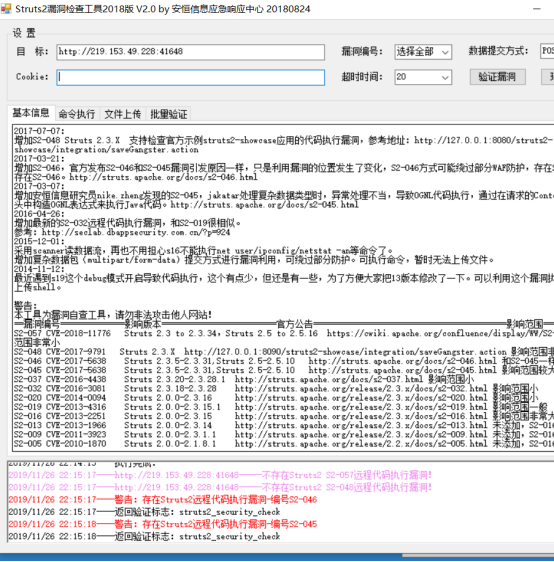 Struts2漏洞检查工具2018版 V2.0 by 安恒信息应急响应中心 20180824
设 置
目 标: http://219.153.49.228:41648 漏洞编号: 选择全部 数据提交方式: POS
Cookie: 超时时间: 20 验证漏洞
基本信息 命令执行 文件上传 批量验证
2017-07-07:
增加S2-048 Struts 2.3.X 支持检查官方示例struts2-showcase应用的代码执行漏洞，参考地址: http://127.0.0.1:8080/struts2-
showcase/integration/saveGangster.action
2017-03-21:
增加S2-046，官方发布S2-046和S2-045漏洞引发原因一样，只是利用漏洞的位置发生了变化，S2-046方式可能绕过部分WAF防护，存在S
存在S2-046。http://struts.apache.org/docs/s2-046.html
2017-03-07:
增加安恒信息研究员nike.zheng发现的S2-045，jakatar处理复杂数据类型时，异常处理不当，导致OGNL代码执行，通过在请求的Conte
头中构造OGNL表达式来执行Java代码。http://struts.apache.org/docs/s2-045.html
2016-04-26:
增加最新的S2-032远程代码执行漏洞，和S2-019很相似。
参考: http://seclab.dbappsecurity.com.cn/?p=924
2015-12-01:
采用scanner读数据流，再也不用担心s16不能执行net user/ipconfig/netstat -an等命令了。
增加复杂数据包（multipart/form-data）提交方式进行漏洞利用，可绕过部分防护。可执行命令，暂时无法上传文件。
2014-11-12:
最近遇到s19这个debug模式开启导致代码执行，这个有点少，但还是有一些，为了方便大家把13版本修改了一下。可以利用这个漏洞执
上传shell。
警告:
本工具为漏洞自查工具，请勿非法攻击他人网站!
漏洞编号 影响版本 官方公告 影响范围
S2-057 CVE-2018-11776 Struts 2.3 to 2.3.34，Struts 2.5 to 2.5.16 https://cwiki.apache.org/confluence/display/WW/S2
范围非常小
S2-048 CVE-2017-9791 Struts 2.3.X http://127.0.0.1:8080/struts2-showcase/integration/saveGangster.action 影响范围非
S2-046 CVE-2017-5638 Struts 2.3.5-2.3.31,Struts 2.5-2.5.10 http://struts.apache.org/docs/s2-046.html 和S2-045一样
S2-045 CVE-2017-5638 Struts 2.3.5-2.3.31,Struts 2.5-2.5.10 http://struts.apache.org/docs/s2-045.html 影响范围较大
S2-037 CVE-2016-4438 Struts 2.3.20-2.3.28.1 http://struts.apache.org/docs/s2-037.html 影响范围小
S2-032 CVE-2016-3081 Struts 2.3.18-2.3.28 http://struts.apache.org/release/2.3.x/docs/s2-032.html 影响范围小
S2-020 CVE-2014-0094 Struts 2.0.0-2.3.16 http://struts.apache.org/release/2.3.x/docs/s2-020.html 影响范围小
S2-019 CVE-2013-4316 Struts 2.0.0-2.3.15.1 http://struts.apache.org/release/2.3.x/docs/s2-019.html 影响范围一般
S2-016 CVE-2013-2251 Struts 2.0.0-2.3.15 http://struts.apache.org/release/2.3.x/docs/s2-016.html 影响范围非常大
S2-013 CVE-2013-1966 Struts 2.0.0-2.3.14 http://struts.apache.org/release/2.3.x/docs/s2-013.html 未添加，S2-016
S2-009 CVE-2011-3923 Struts 2.0.0-2.3.1.1 http://struts.apache.org/release/2.3.x/docs/s2-009.html 未添加，S2-016
S2-005 CVE-2010-1870 Struts 2.0.0-2.1.8.1 http://struts.apache.org/release/2.2.x/docs/s2-005.html 未添加，S2-016
2019/11/26 22:14:15 执行完成:
2019/11/26 22:15:17——http://219.153.49.228:41648——不存在Struts2 S2-057远程代码执行漏洞!
2019/11/26 22:15:17——http://219.153.49.228:41648——不存在Struts2 S2-048远程代码执行漏洞!
2019/11/26 22:15:17——警告: 存在Struts2远程代码执行漏洞-编号S2-046
2019/11/26 22:15:17——返回验证标志: struts2_security_check
2019/11/26 22:15:18——警告: 存在Struts2远程代码执行漏洞-编号S2-045
2019/11/26 22:15:18——返回验证标志: struts2_security_check